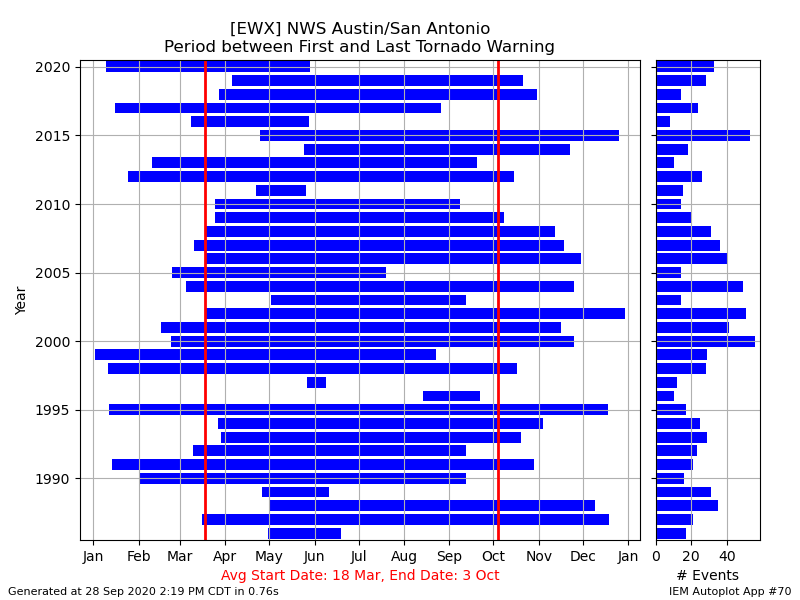 [EWX] NWS Austin/San Antonio
Period between First and Last Tornado Warning
2020
2015
2010
2005
2000
1995
1990
Year
Jan Feb Mar Apr May Jun Jul Aug Sep Oct Nov Dec Jan
0 20 40
Avg Start Date: 18 Mar, End Date: 3 Oct
# Events
Generated at 28 Sep 2020 2:19 PM CDT in 0.76s
IEM Autoplot App #70